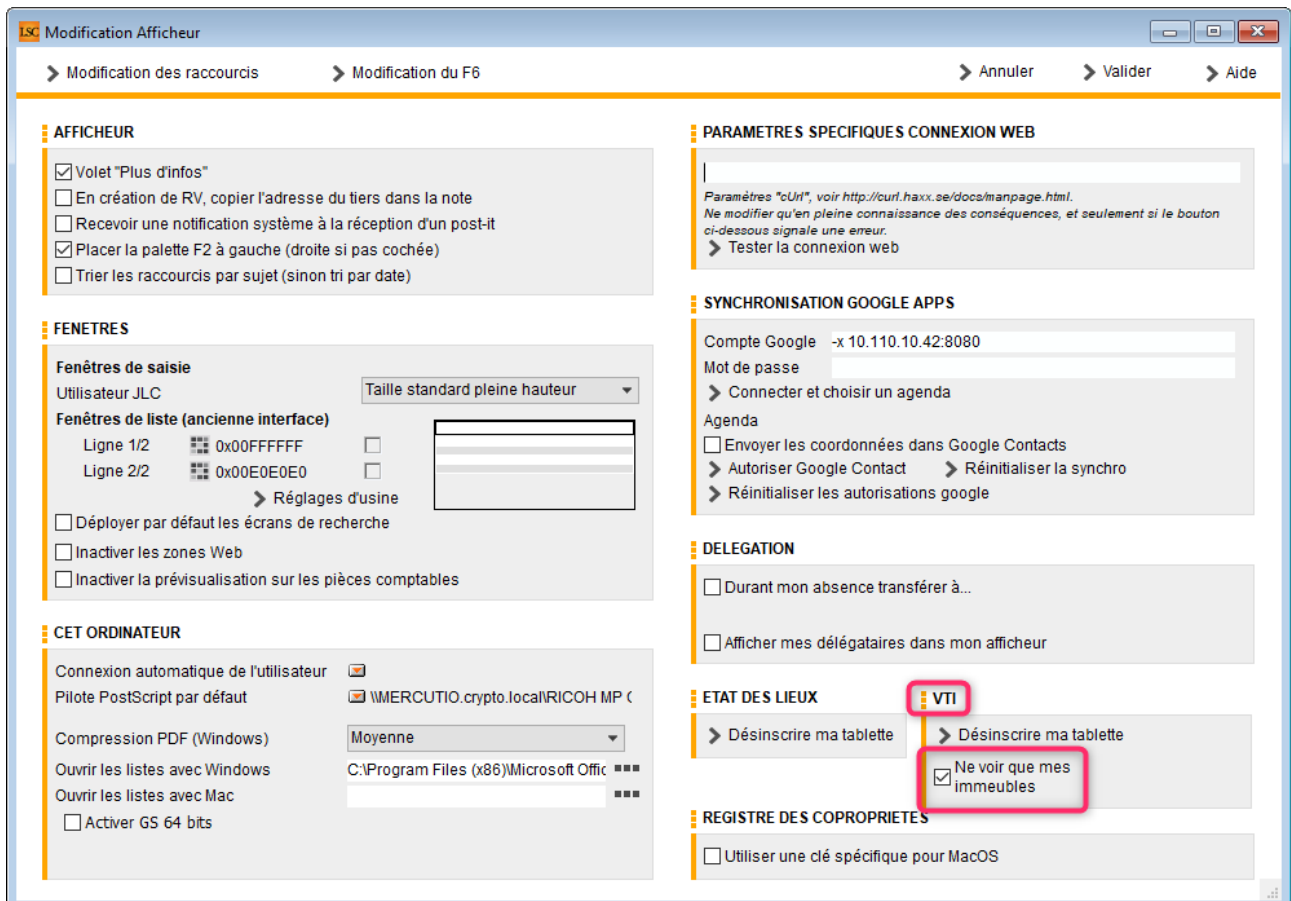 LSC Modification Afficheur
Modification des raccourcis Modification du F6 Annuler Valider Aide
AFFICHEUR
Volet "Plus d'infos"
En création de RV, copier l'adresse du tiers dans la note
Recevoir une notification système à la réception d'un post-it
Placer la palette F2 à gauche (droite si pas cochée)
Trier les raccourcis par sujet (sinon tri par date)
FENETRES
Fenêtres de saisie
Utilisateur JLC Taille standard pleine hauteur
Fenêtres de liste (ancienne interface)
Ligne 1/2 0x00FFFFFF
Ligne 2/2 0x00E0E0E0
Réglages d'usine
Déployer par défaut les écrans de recherche
Inactiver les zones Web
Inactiver la prévisualisation sur les pièces comptables
CET ORDINATEUR
Connexion automatique de l'utilisateur
Pilote PostScript par défaut \\MERCUTIO.crypto.local\RICOH MP C
Compression PDF (Windows) Moyenne
Ouvrir les listes avec Windows C:\Program Files (x86)\Microsoft Offic
Ouvrir les listes avec Mac
Activer GS 64 bits
PARAMETRES SPECIFIQUES CONNEXION WEB
Paramètres "cUrl", voir http://curl.haxx.se/docs/manpage.html.
Ne modifier qu'en pleine connaissance des conséquences, et seulement si le bouton
ci-dessous signale une erreur.
Tester la connexion web
SYNCHRONISATION GOOGLE APPS
Compte Google -x 10.110.10.42:8080
Mot de passe
Connecter et choisir un agenda
Agenda
Envoyer les coordonnées dans Google Contacts
Autoriser Google Contact Réinitialiser la synchro
Réinitialiser les autorisations google
DELEGATION
Durant mon absence transférer à...
Afficher mes délégataires dans mon afficheur
ETAT DES LIEUX
Désinscrire ma tablette
VTI
Désinscrire ma tablette
Ne voir que mes
immeubles
REGISTRE DES COPROPRIETES
Utiliser une clé spécifique pour MacOS